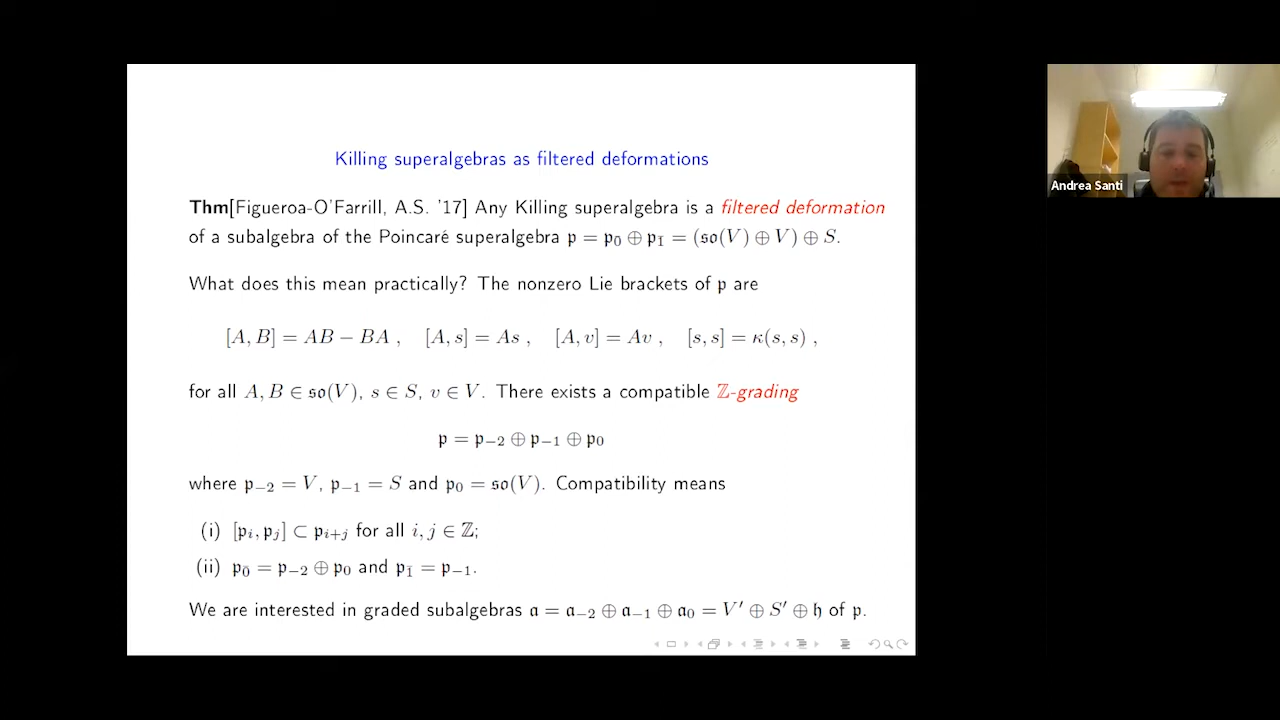 Killing superalgebras as filtered deformations
Thm[Figueroa-O'Farrill, A.S. '17] Any Killing superalgebra is a filtered deformation
of a subalgebra of the Poincaré superalgebra 𝔭 = 𝔭_0̄ ⊕ 𝔭_1̄ = (𝔰𝔬(V) ⊕ V) ⊕ S.
What does this mean practically? The nonzero Lie brackets of 𝔭 are
[A, B] = AB − BA , [A, s] = As , [A, v] = Av , [s, s] = κ(s, s) ,
for all A, B ∈ 𝔰𝔬(V), s ∈ S, v ∈ V. There exists a compatible ℤ-grading
𝔭 = 𝔭₋₂ ⊕ 𝔭₋₁ ⊕ 𝔭₀
where 𝔭₋₂ = V, 𝔭₋₁ = S and 𝔭₀ = 𝔰𝔬(V). Compatibility means
(i) [𝔭ᵢ, 𝔭ⱼ] ⊂ 𝔭ᵢ₊ⱼ for all i, j ∈ ℤ;
(ii) 𝔭_0̄ = 𝔭₋₂ ⊕ 𝔭₀ and 𝔭_1̄ = 𝔭₋₁.
We are interested in graded subalgebras 𝔞 = 𝔞₋₂ ⊕ 𝔞₋₁ ⊕ 𝔞₀ = V′ ⊕ S′ ⊕ 𝔥 of 𝔭.
Andrea Santi